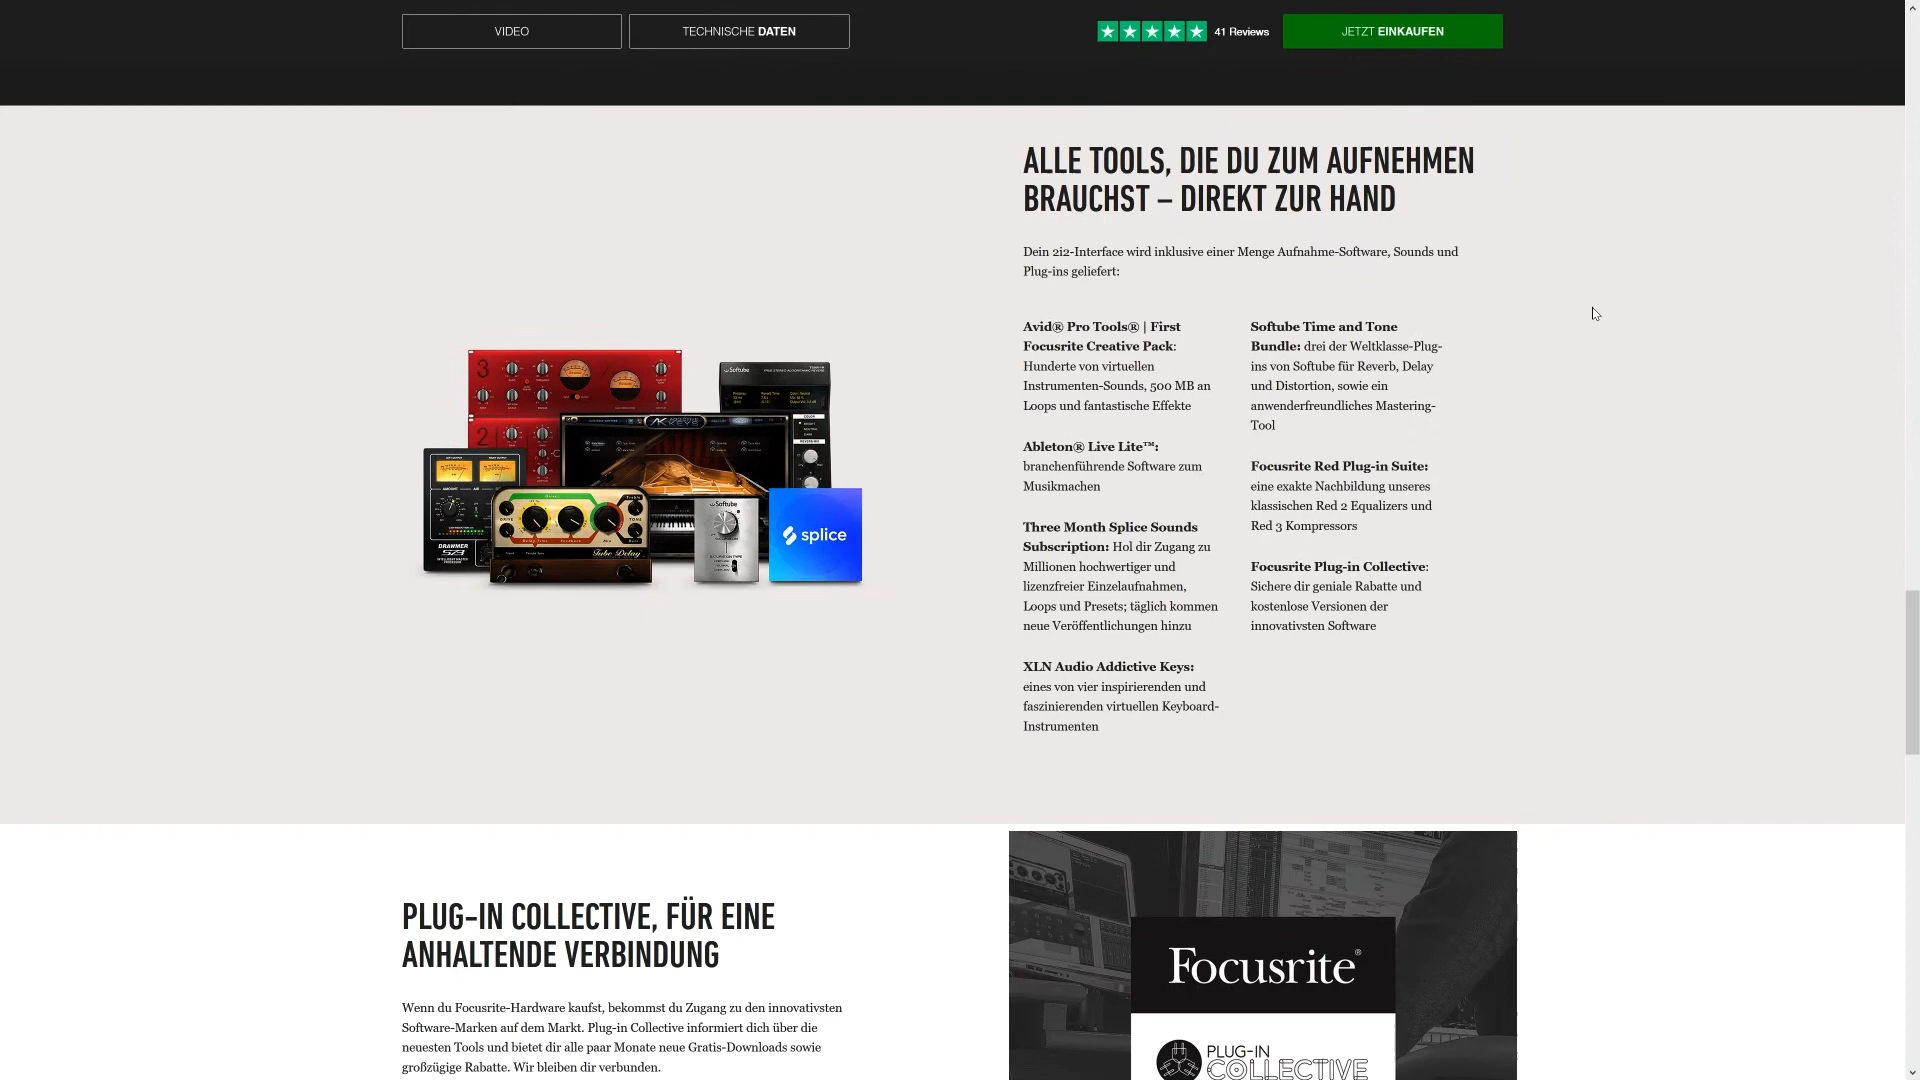 VIDEO
TECHNISCHE DATEN
41 Reviews
JETZT EINKAUFEN
ALLE TOOLS, DIE DU ZUM AUFNEHMEN
BRAUCHST – DIREKT ZUR HAND
Dein 2i2-Interface wird inklusive einer Menge Aufnahme-Software, Sounds und
Plug-ins geliefert:
Avid® Pro Tools® | First
Focusrite Creative Pack:
Hunderte von virtuellen
Instrumenten-Sounds, 500 MB an
Loops und fantastische Effekte
Ableton® Live Lite™:
branchenführende Software zum
Musikmachen
Three Month Splice Sounds
Subscription: Hol dir Zugang zu
Millionen hochwertiger und
lizenzfreier Einzelaufnahmen,
Loops und Presets; täglich kommen
neue Veröffentlichungen hinzu
XLN Audio Addictive Keys:
eines von vier inspirierenden und
faszinierenden virtuellen Keyboard-
Instrumenten
Softube Time and Tone
Bundle: drei der Weltklasse-Plug-
ins von Softube für Reverb, Delay
und Distortion, sowie ein
anwenderfreundliches Mastering-
Tool
Focusrite Red Plug-in Suite:
eine exakte Nachbildung unseres
klassischen Red 2 Equalizers und
Red 3 Kompressors
Focusrite Plug-in Collective:
Sichere dir geniale Rabatte und
kostenlose Versionen der
innovativsten Software
3
2
Softube
DRAWMER
S73
Tube Delay
Softube
splice
PLUG-IN COLLECTIVE, FÜR EINE
ANHALTENDE VERBINDUNG
Wenn du Focusrite-Hardware kaufst, bekommst du Zugang zu den innovativsten
Software-Marken auf dem Markt. Plug-in Collective informiert dich über die
neuesten Tools und bietet dir alle paar Monate neue Gratis-Downloads sowie
großzügige Rabatte. Wir bleiben dir verbunden.
Focusrite®
PLUG-IN
COLLECTIVE